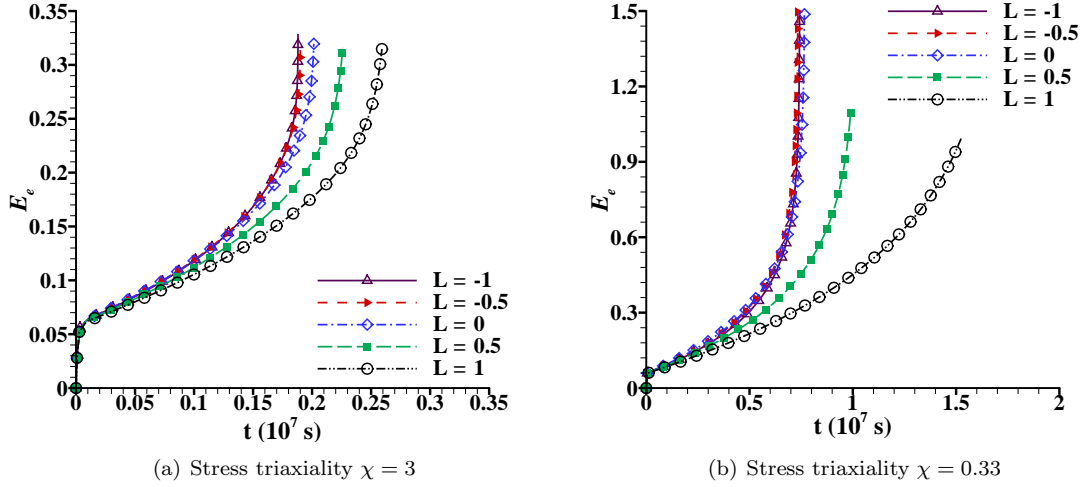 0.35
0.3
0.25
0.2
0.15
0.1
0.05
0
E_e
0 0.05 0.1 0.15 0.2 0.25 0.3 0.35
t (10^7 s)
L = -1
L = -0.5
L = 0
L = 0.5
L = 1
(a) Stress triaxiality χ = 3
1.5
1.2
0.9
0.6
0.3
0
E_e
0 0.5 1 1.5 2
t (10^7 s)
L = -1
L = -0.5
L = 0
L = 0.5
L = 1
(b) Stress triaxiality χ = 0.33